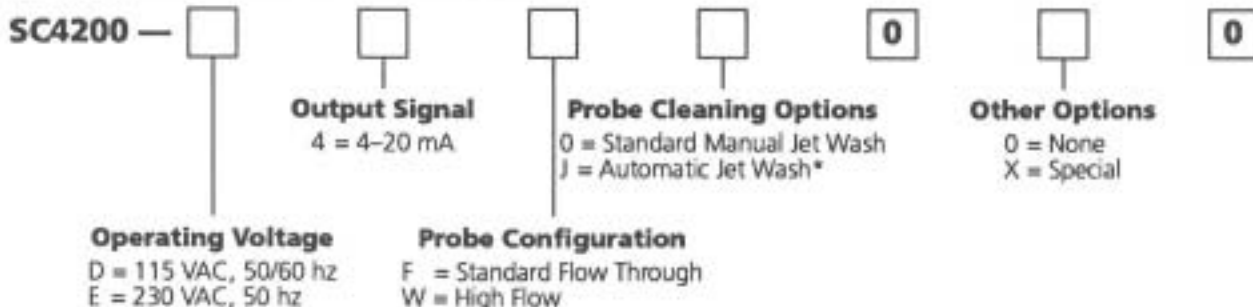 SC4200 — 0 0
Output Signal
4 = 4–20 mA
Probe Cleaning Options
0 = Standard Manual Jet Wash
J = Automatic Jet Wash*
Other Options
0 = None
X = Special
Operating Voltage
D = 115 VAC, 50/60 hz
E = 230 VAC, 50 hz
Probe Configuration
F = Standard Flow Through
W = High Flow